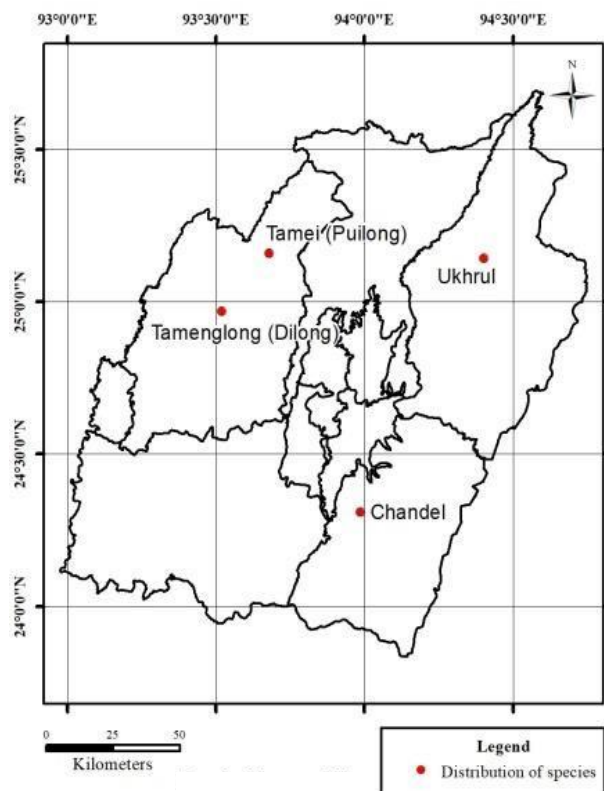 93°0'0"E 93°30'0"E 94°0'0"E 94°30'0"E
N
25°30'0"N
Tamei (Puilong)
Ukhrul
25°0'0"N
Tamenglong (Dilong)
24°30'0"N
Chandel
24°0'0"N
0 25 50
Kilometers
Legend
Distribution of species